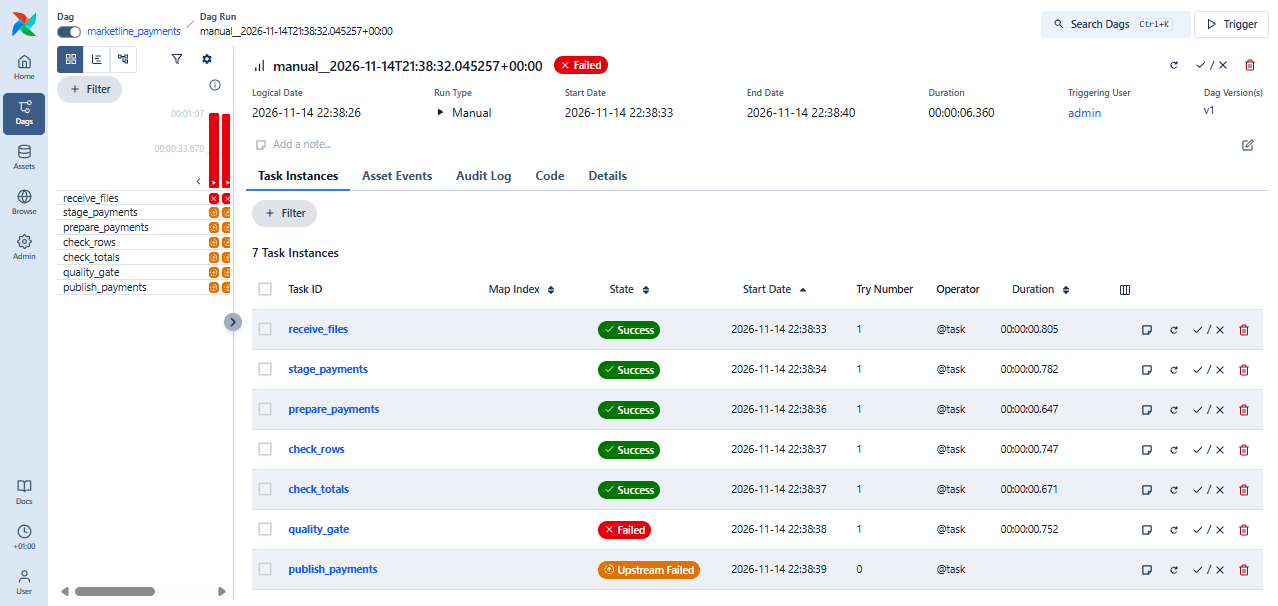 Dag
marketline_payments
/
Dag Run
manual__2026-11-14T21:38:32.045257+00:00
Search Dags Ctrl+K
Trigger
Home
Dags
Assets
Browse
Admin
Docs
+01:00
User
Filter
00:01:07
00:00:33.670
receive_files
stage_payments
prepare_payments
check_rows
check_totals
quality_gate
publish_payments
manual__2026-11-14T21:38:32.045257+00:00 Failed
Logical Date Run Type Start Date End Date Duration Triggering User Dag Version(s)
2026-11-14 22:38:26 Manual 2026-11-14 22:38:33 2026-11-14 22:38:40 00:00:06.360 admin v1
Add a note...
Task Instances Asset Events Audit Log Code Details
Filter
7 Task Instances
Task ID Map Index State Start Date Try Number Operator Duration
receive_files Success 2026-11-14 22:38:33 1 @task 00:00:00.805
stage_payments Success 2026-11-14 22:38:34 1 @task 00:00:00.782
prepare_payments Success 2026-11-14 22:38:36 1 @task 00:00:00.647
check_rows Success 2026-11-14 22:38:37 1 @task 00:00:00.747
check_totals Success 2026-11-14 22:38:37 1 @task 00:00:00.671
quality_gate Failed 2026-11-14 22:38:38 1 @task 00:00:00.752
publish_payments Upstream Failed 2026-11-14 22:38:39 0 @task